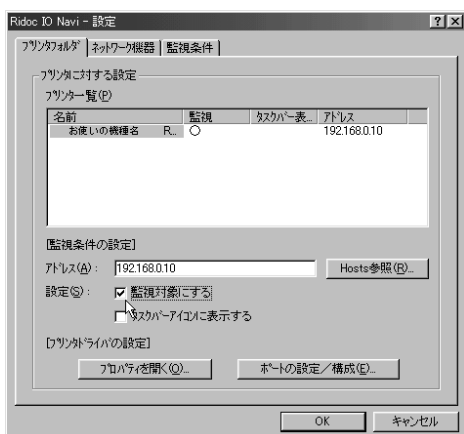 Ridoc IO Navi - 設定
プリンタフォルダ ネットワーク機器 監視条件
プリンタに対する設定
プリンター覧(P)
名前 監視 タスクバー表... アドレス
お使いの機種名 R... ○ 192.168.0.10
[監視条件の設定]
アドレス(A): 192.168.0.10 Hosts参照(R)...
設定(S): 監視対象にする
タスクバーアイコンに表示する
[プリンタドライバの設定]
プロパティを開く(O)... ポートの設定/構成(E)...
OK キャンセル